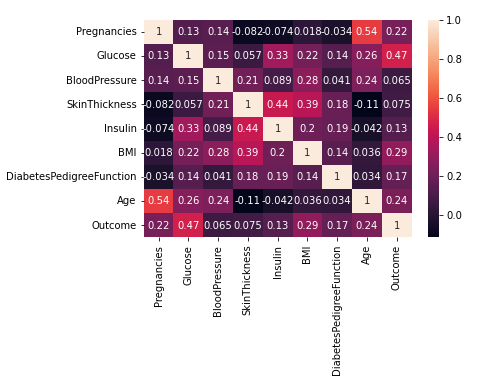 Pregnancies 1 0.13 0.14 -0.082 -0.074 0.018 -0.034 0.54 0.22
Glucose 0.13 1 0.15 0.057 0.33 0.22 0.14 0.26 0.47
BloodPressure 0.14 0.15 1 0.21 0.089 0.28 0.041 0.24 0.065
SkinThickness -0.082 0.057 0.21 1 0.44 0.39 0.18 -0.11 0.075
Insulin -0.074 0.33 0.089 0.44 1 0.2 0.19 -0.042 0.13
BMI 0.018 0.22 0.28 0.39 0.2 1 0.14 0.036 0.29
DiabetesPedigreeFunction -0.034 0.14 0.041 0.18 0.19 0.14 1 0.034 0.17
Age 0.54 0.26 0.24 -0.11 -0.042 0.036 0.034 1 0.24
Outcome 0.22 0.47 0.065 0.075 0.13 0.29 0.17 0.24 1
Pregnancies
Glucose
BloodPressure
SkinThickness
Insulin
BMI
DiabetesPedigreeFunction
Age
Outcome
1.0
0.8
0.6
0.4
0.2
0.0